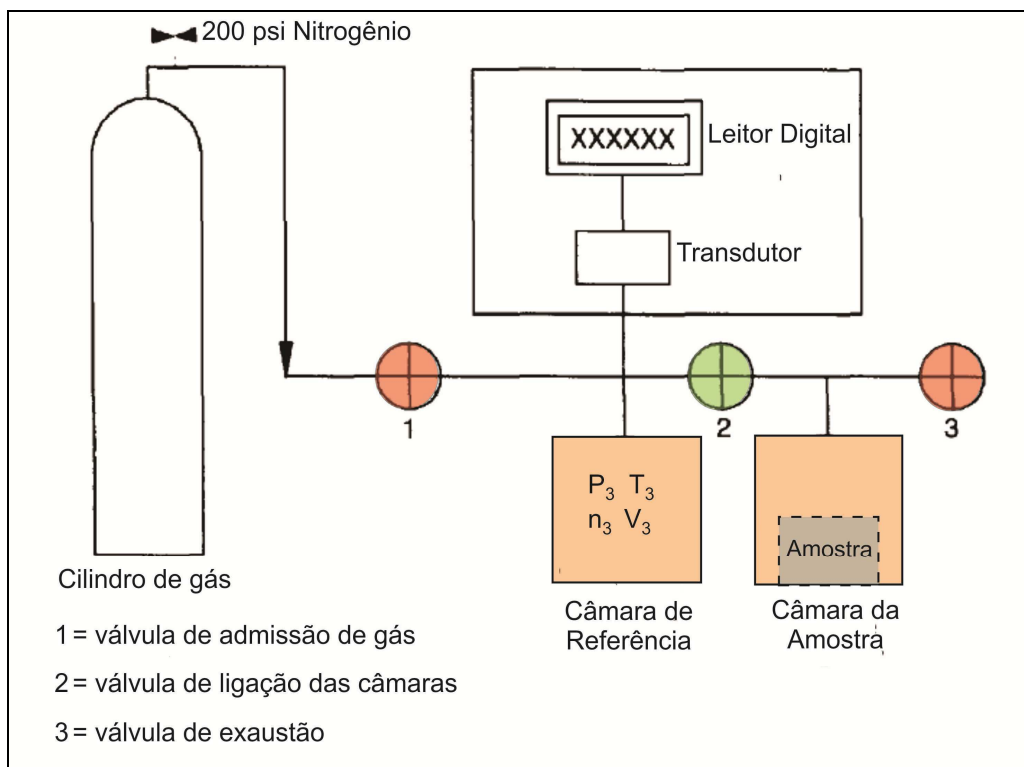 200 psi Nitrogênio
XXXXXX
Leitor Digital
Transdutor
1
2
3
P₃ T₃
n₃ V₃
Amostra
Cilindro de gás
Câmara de
Referência
Câmara da
Amostra
1 = válvula de admissão de gás
2 = válvula de ligação das câmaras
3 = válvula de exaustão